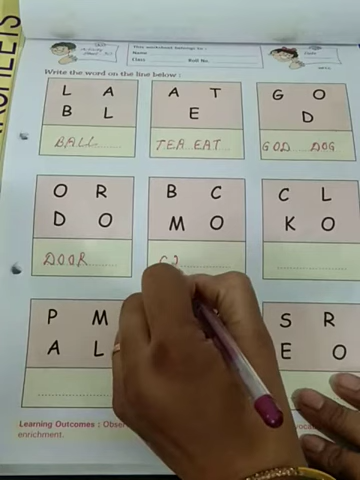 This worksheet belongs to :
Name
Class Roll No.
Date
Write the word on the line below :
L A
B L
BALL
A T
E
TEA EAT
G O
D
GOD DOG
O R
D O
DOOR
B C
M O
C L
K O
P M
A L
S R
E O
Learning Outcomes : Obser
enrichment.